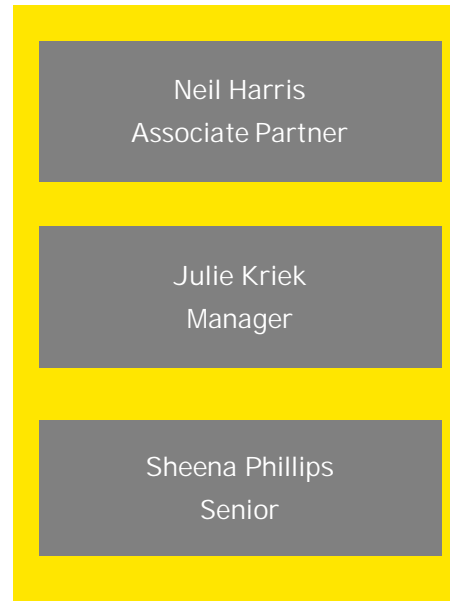 Neil Harris
Associate Partner
Julie Kriek
Manager
Sheena Phillips
Senior